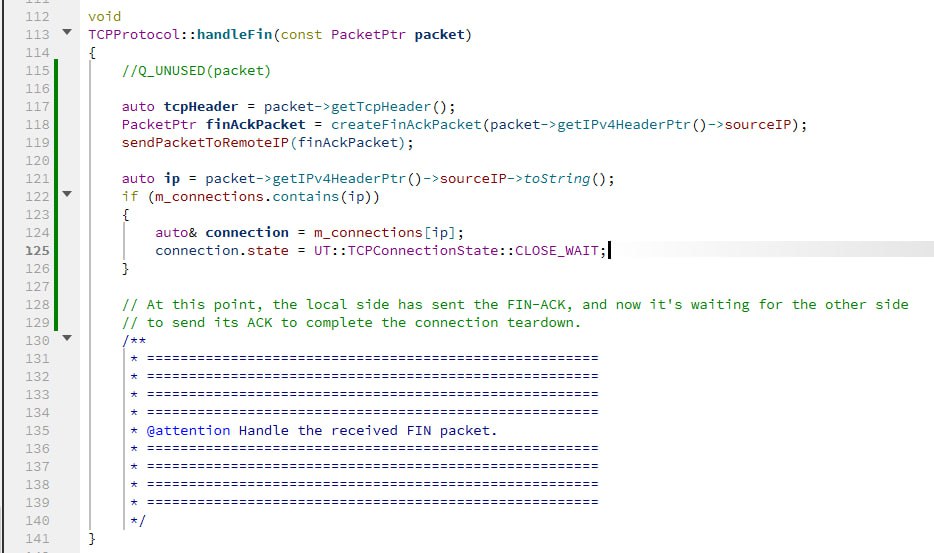 112 void
113 TCPProtocol::handleFin(const PacketPtr packet)
114 {
115 //Q_UNUSED(packet)
116
117 auto tcpHeader = packet->getTcpHeader();
118 PacketPtr finAckPacket = createFinAckPacket(packet->getIPv4HeaderPtr()->sourceIP);
119 sendPacketToRemoteIP(finAckPacket);
120
121 auto ip = packet->getIPv4HeaderPtr()->sourceIP->toString();
122 if (m_connections.contains(ip))
123 {
124 auto& connection = m_connections[ip];
125 connection.state = UT::TCPConnectionState::CLOSE_WAIT;
126 }
127
128 // At this point, the local side has sent the FIN-ACK, and now it's waiting for the other side
129 // to send its ACK to complete the connection teardown.
130 /**
131 * =======================================================
132 * =======================================================
133 * =======================================================
134 * =======================================================
135 * @attention Handle the received FIN packet.
136 * =======================================================
137 * =======================================================
138 * =======================================================
139 * =======================================================
140 */
141 }